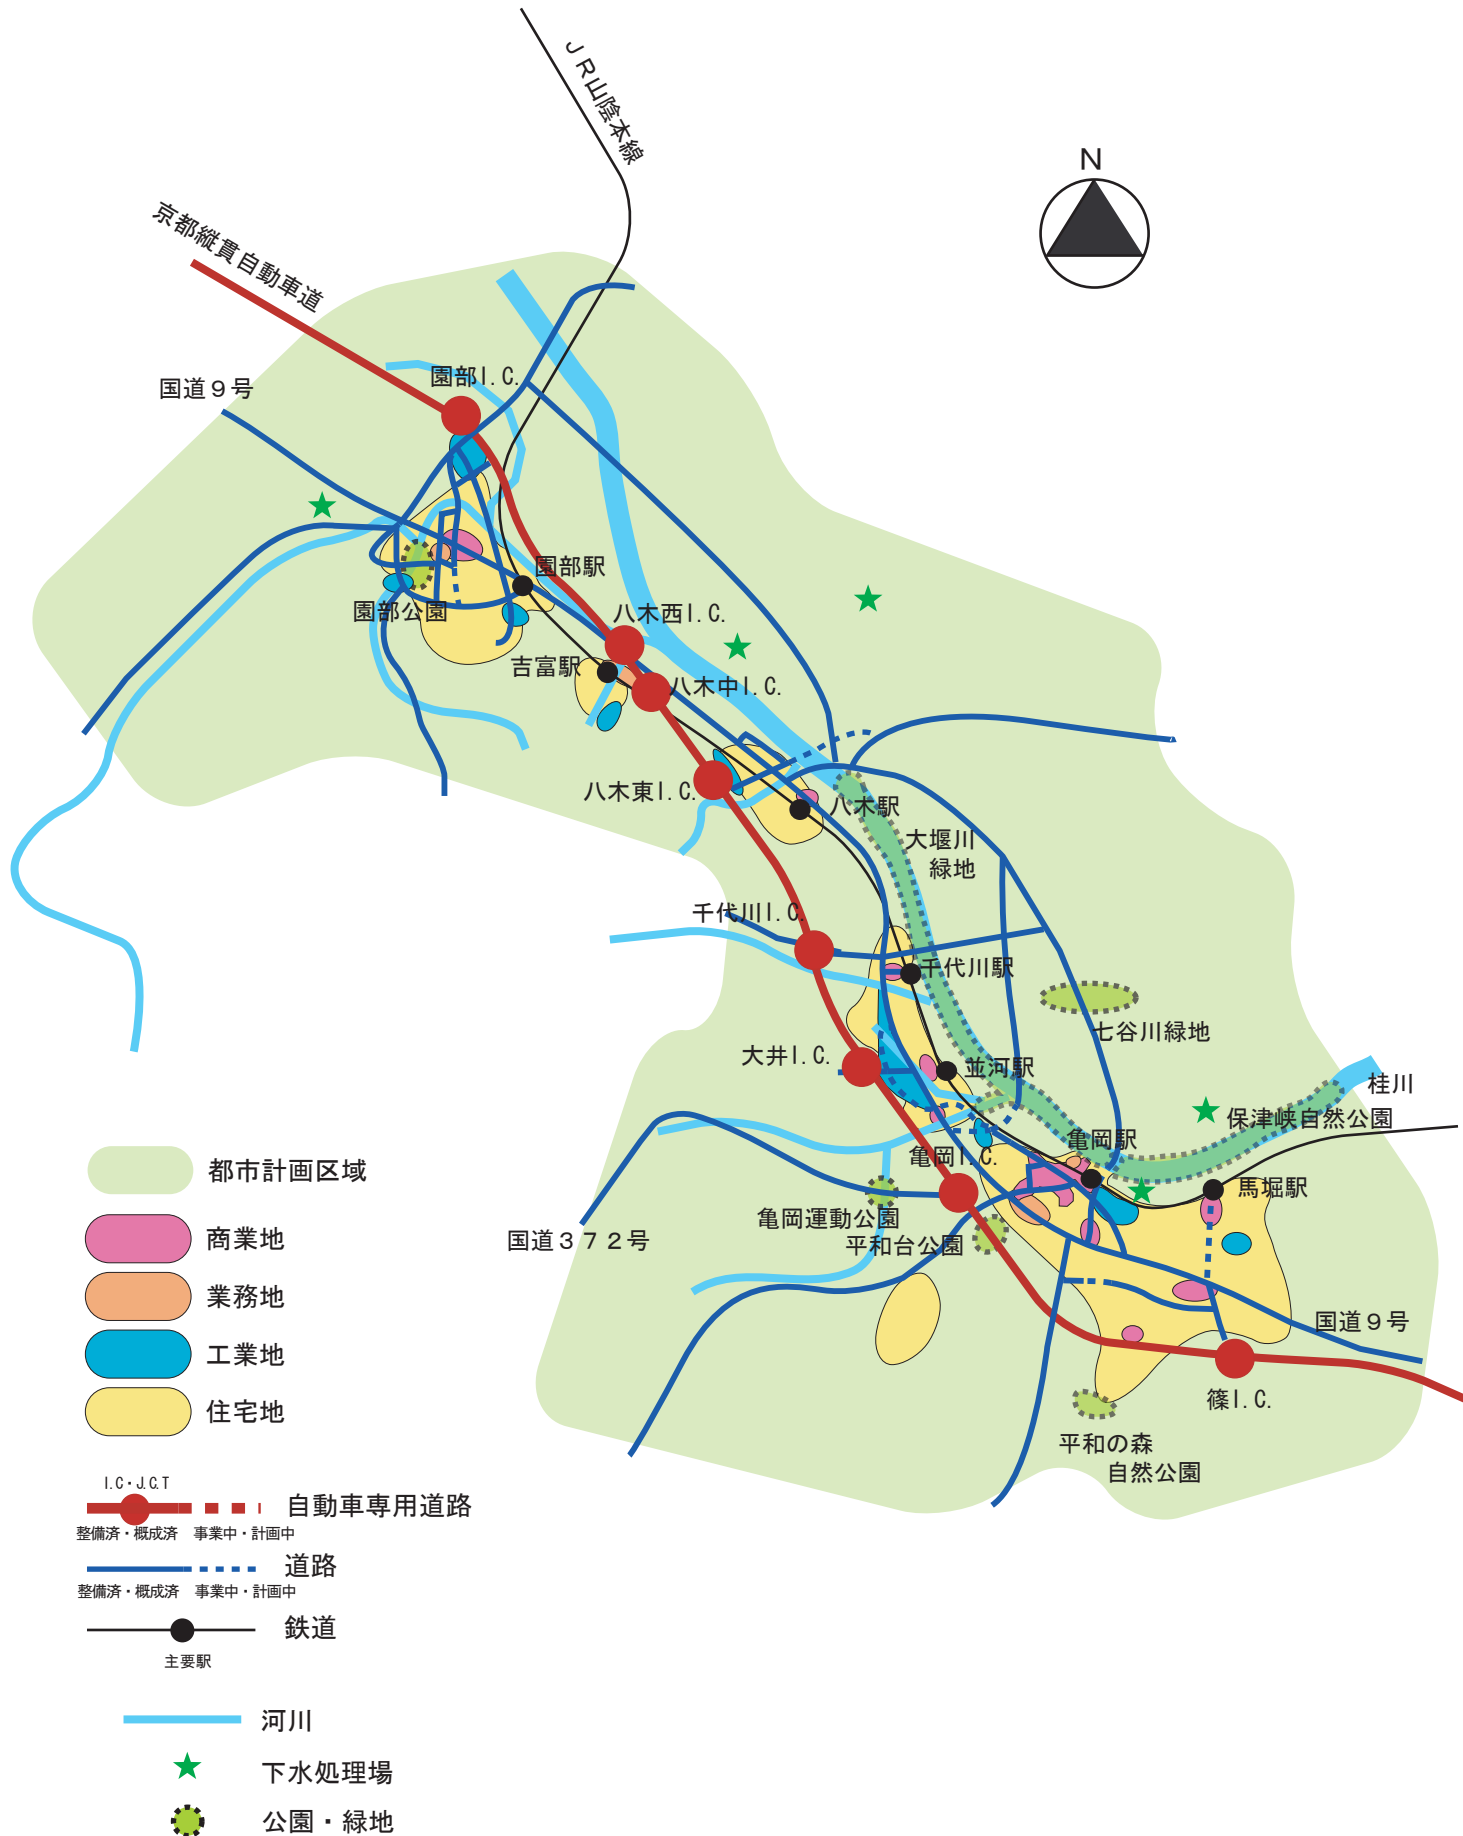 JR山陰本線
N
京都縦貫自動車道
国道9号
園部I.C.
園部駅
園部公園
八木西I.C.
吉富駅
八木中I.C.
八木東I.C.
八木駅
大堰川
緑地
千代川I.C.
千代川駅
七谷川緑地
大井I.C.
並河駅
桂川
保津峡自然公園
亀岡駅
亀岡I.C.
馬堀駅
亀岡運動公園
平和台公園
国道372号
国道9号
篠I.C.
平和の森
自然公園
都市計画区域
商業地
業務地
工業地
住宅地
I.C・J.C.T
自動車専用道路
整備済・概成済 事業中・計画中
道路
整備済・概成済 事業中・計画中
鉄道
主要駅
河川
下水処理場
公園・緑地